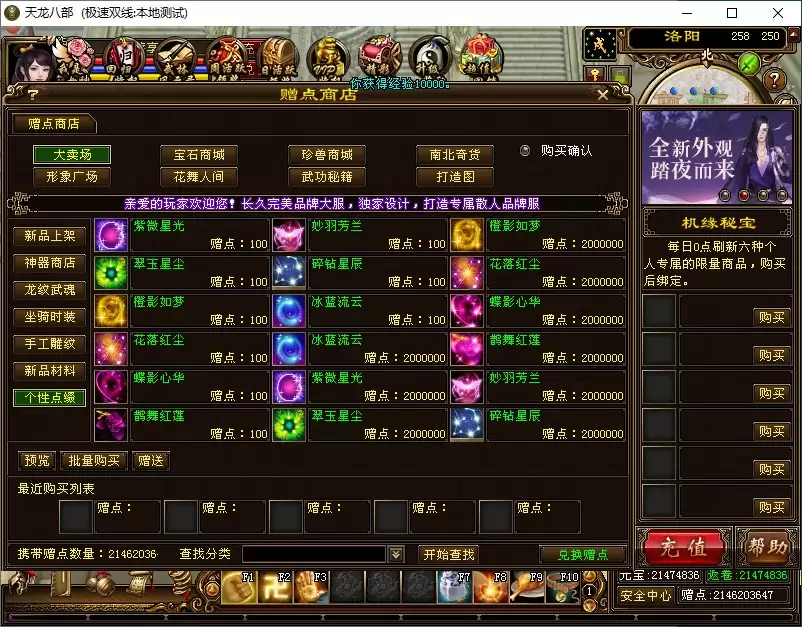 天龙八部 (极速双线:本地测试)
洛阳 258 250
北
你获得经验10000。
赠点商店
赠点商店
大卖场 宝石商城 珍兽商城 南北奇货 购买确认
形象广场 花舞人间 武功秘籍 打造图
亲爱的玩家欢迎您！长久完美品牌大服，独家设计，打造专属散人品牌服
新品上架
神器商店
龙纹武魂
坐骑时装
手工雕纹
新品材料
个性点缀
紫微星光 赠点：100
妙羽芳兰 赠点：100
橙影如梦 赠点：2000000
翠玉星尘 赠点：100
碎钻星辰 赠点：100
花落红尘 赠点：2000000
橙影如梦 赠点：100
冰蓝流云 赠点：100
蝶影心华 赠点：2000000
花落红尘 赠点：100
冰蓝流云 赠点：2000000
鹊舞红莲 赠点：2000000
蝶影心华 赠点：100
紫微星光 赠点：2000000
妙羽芳兰 赠点：2000000
鹊舞红莲 赠点：100
翠玉星尘 赠点：2000000
碎钻星辰 赠点：2000000
预览 批量购买 赠送
最近购买列表
赠点： 赠点： 赠点： 赠点： 赠点：
携带赠点数量：21462036 查找分类 开始查找 兑换赠点
全新外观
踏夜而来
机缘秘宝
每日0点刷新六种个
人专属的限量商品，购买
后绑定。
购买
购买
购买
购买
购买
购买
充值 帮助
F1 F2 F3 F7 F8 F9 F10
1
元宝:21474836 返卷:21474836
安全中心 赠点:2146203647